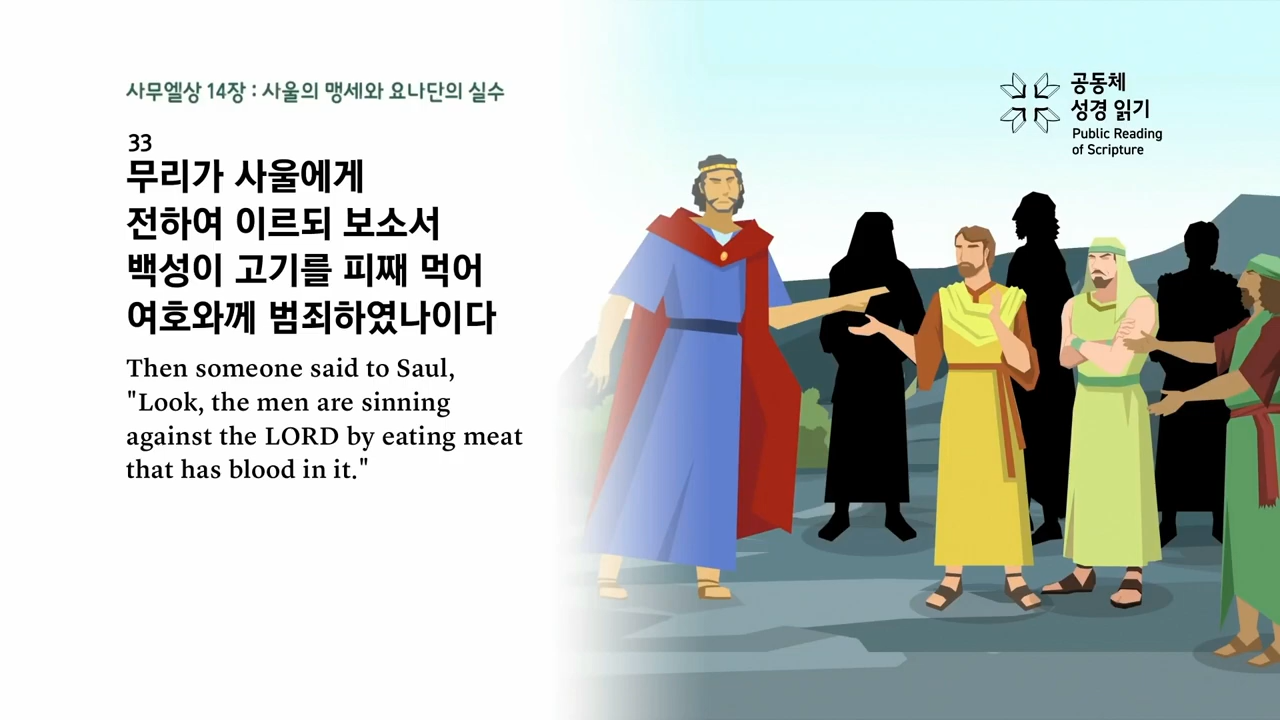 사무엘상 14장 : 사울의 맹세와 요나단의 실수
33
무리가 사울에게
전하여 이르되 보소서
백성이 고기를 피째 먹어
여호와께 범죄하였나이다
Then someone said to Saul,
"Look, the men are sinning
against the LORD by eating meat
that has blood in it."
공동체
성경 읽기
Public Reading
of Scripture